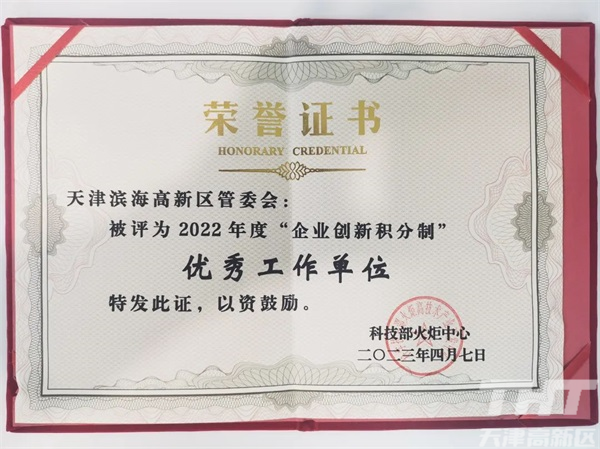 荣誉证书
HONORARY CREDENTIAL
天津滨海高新区管委会：
被评为 2022 年度“企业创新积分制”
优秀工作单位
特发此证，以资鼓励。
科技部火炬中心
二〇二三年四月七日
THT
天津高新区